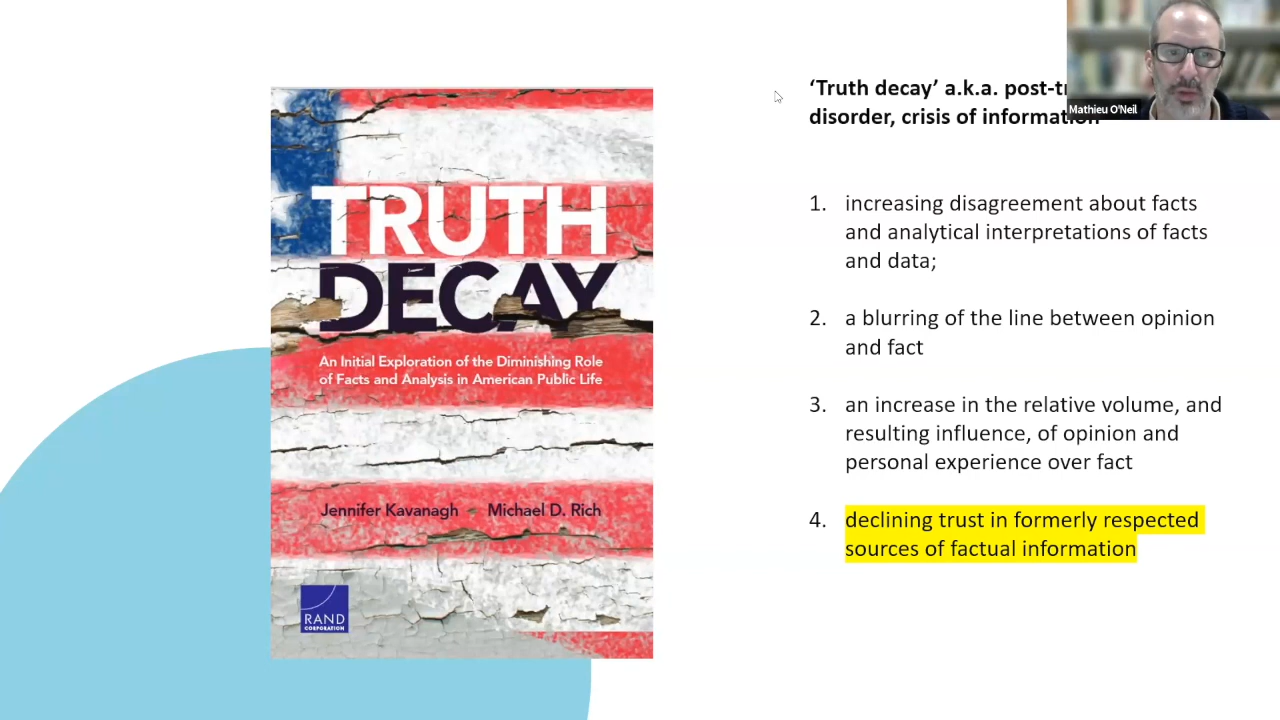 TRUTH
DECAY
An Initial Exploration of the Diminishing Role
of Facts and Analysis in American Public Life
Jennifer Kavanagh Michael D. Rich
RAND
CORPORATION
‘Truth decay’ a.k.a.
disorder, crisis of information
Mathieu O'Neil
1. increasing disagreement about facts
and analytical interpretations of facts
and data;
2. a blurring of the line between opinion
and fact
3. an increase in the relative volume, and
resulting influence, of opinion and
personal experience over fact
4. declining trust in formerly respected
sources of factual information